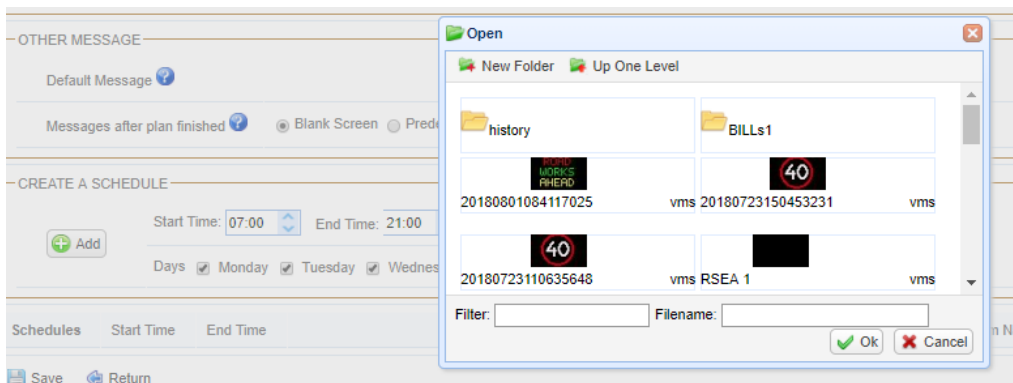 OTHER MESSAGE
Default Message
Messages after plan finished Blank Screen Prede
CREATE A SCHEDULE
Add
Start Time: 07:00 End Time: 21:00
Days Monday Tuesday Wednes
Schedules Start Time End Time
Save Return
Open
New Folder Up One Level
history BILLs1
ROAD
WORKS
AHEAD
40
20180801084117025 vms 20180723150453231 vms
40
20180723110635648 vms RSEA 1 vms
Filter: Filename:
Ok Cancel
n N